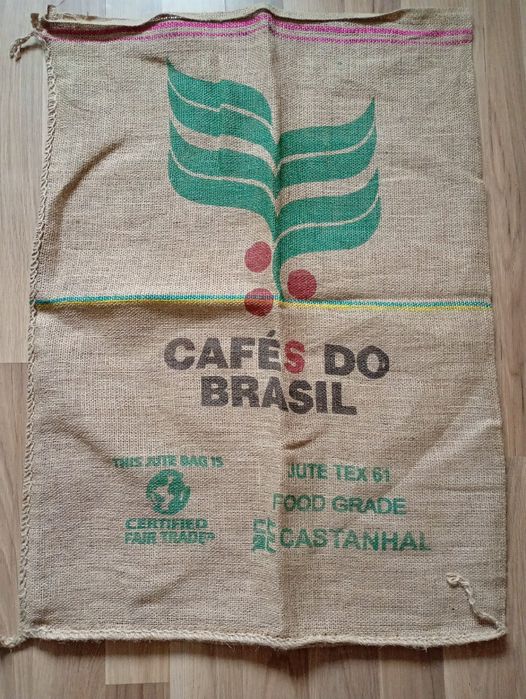 CAFÉS DO
BRASIL
THIS JUTE BAG IS
CERTIFIED
FAIR TRADE
JUTE TEX 61
FOOD GRADE
CASTANHAL